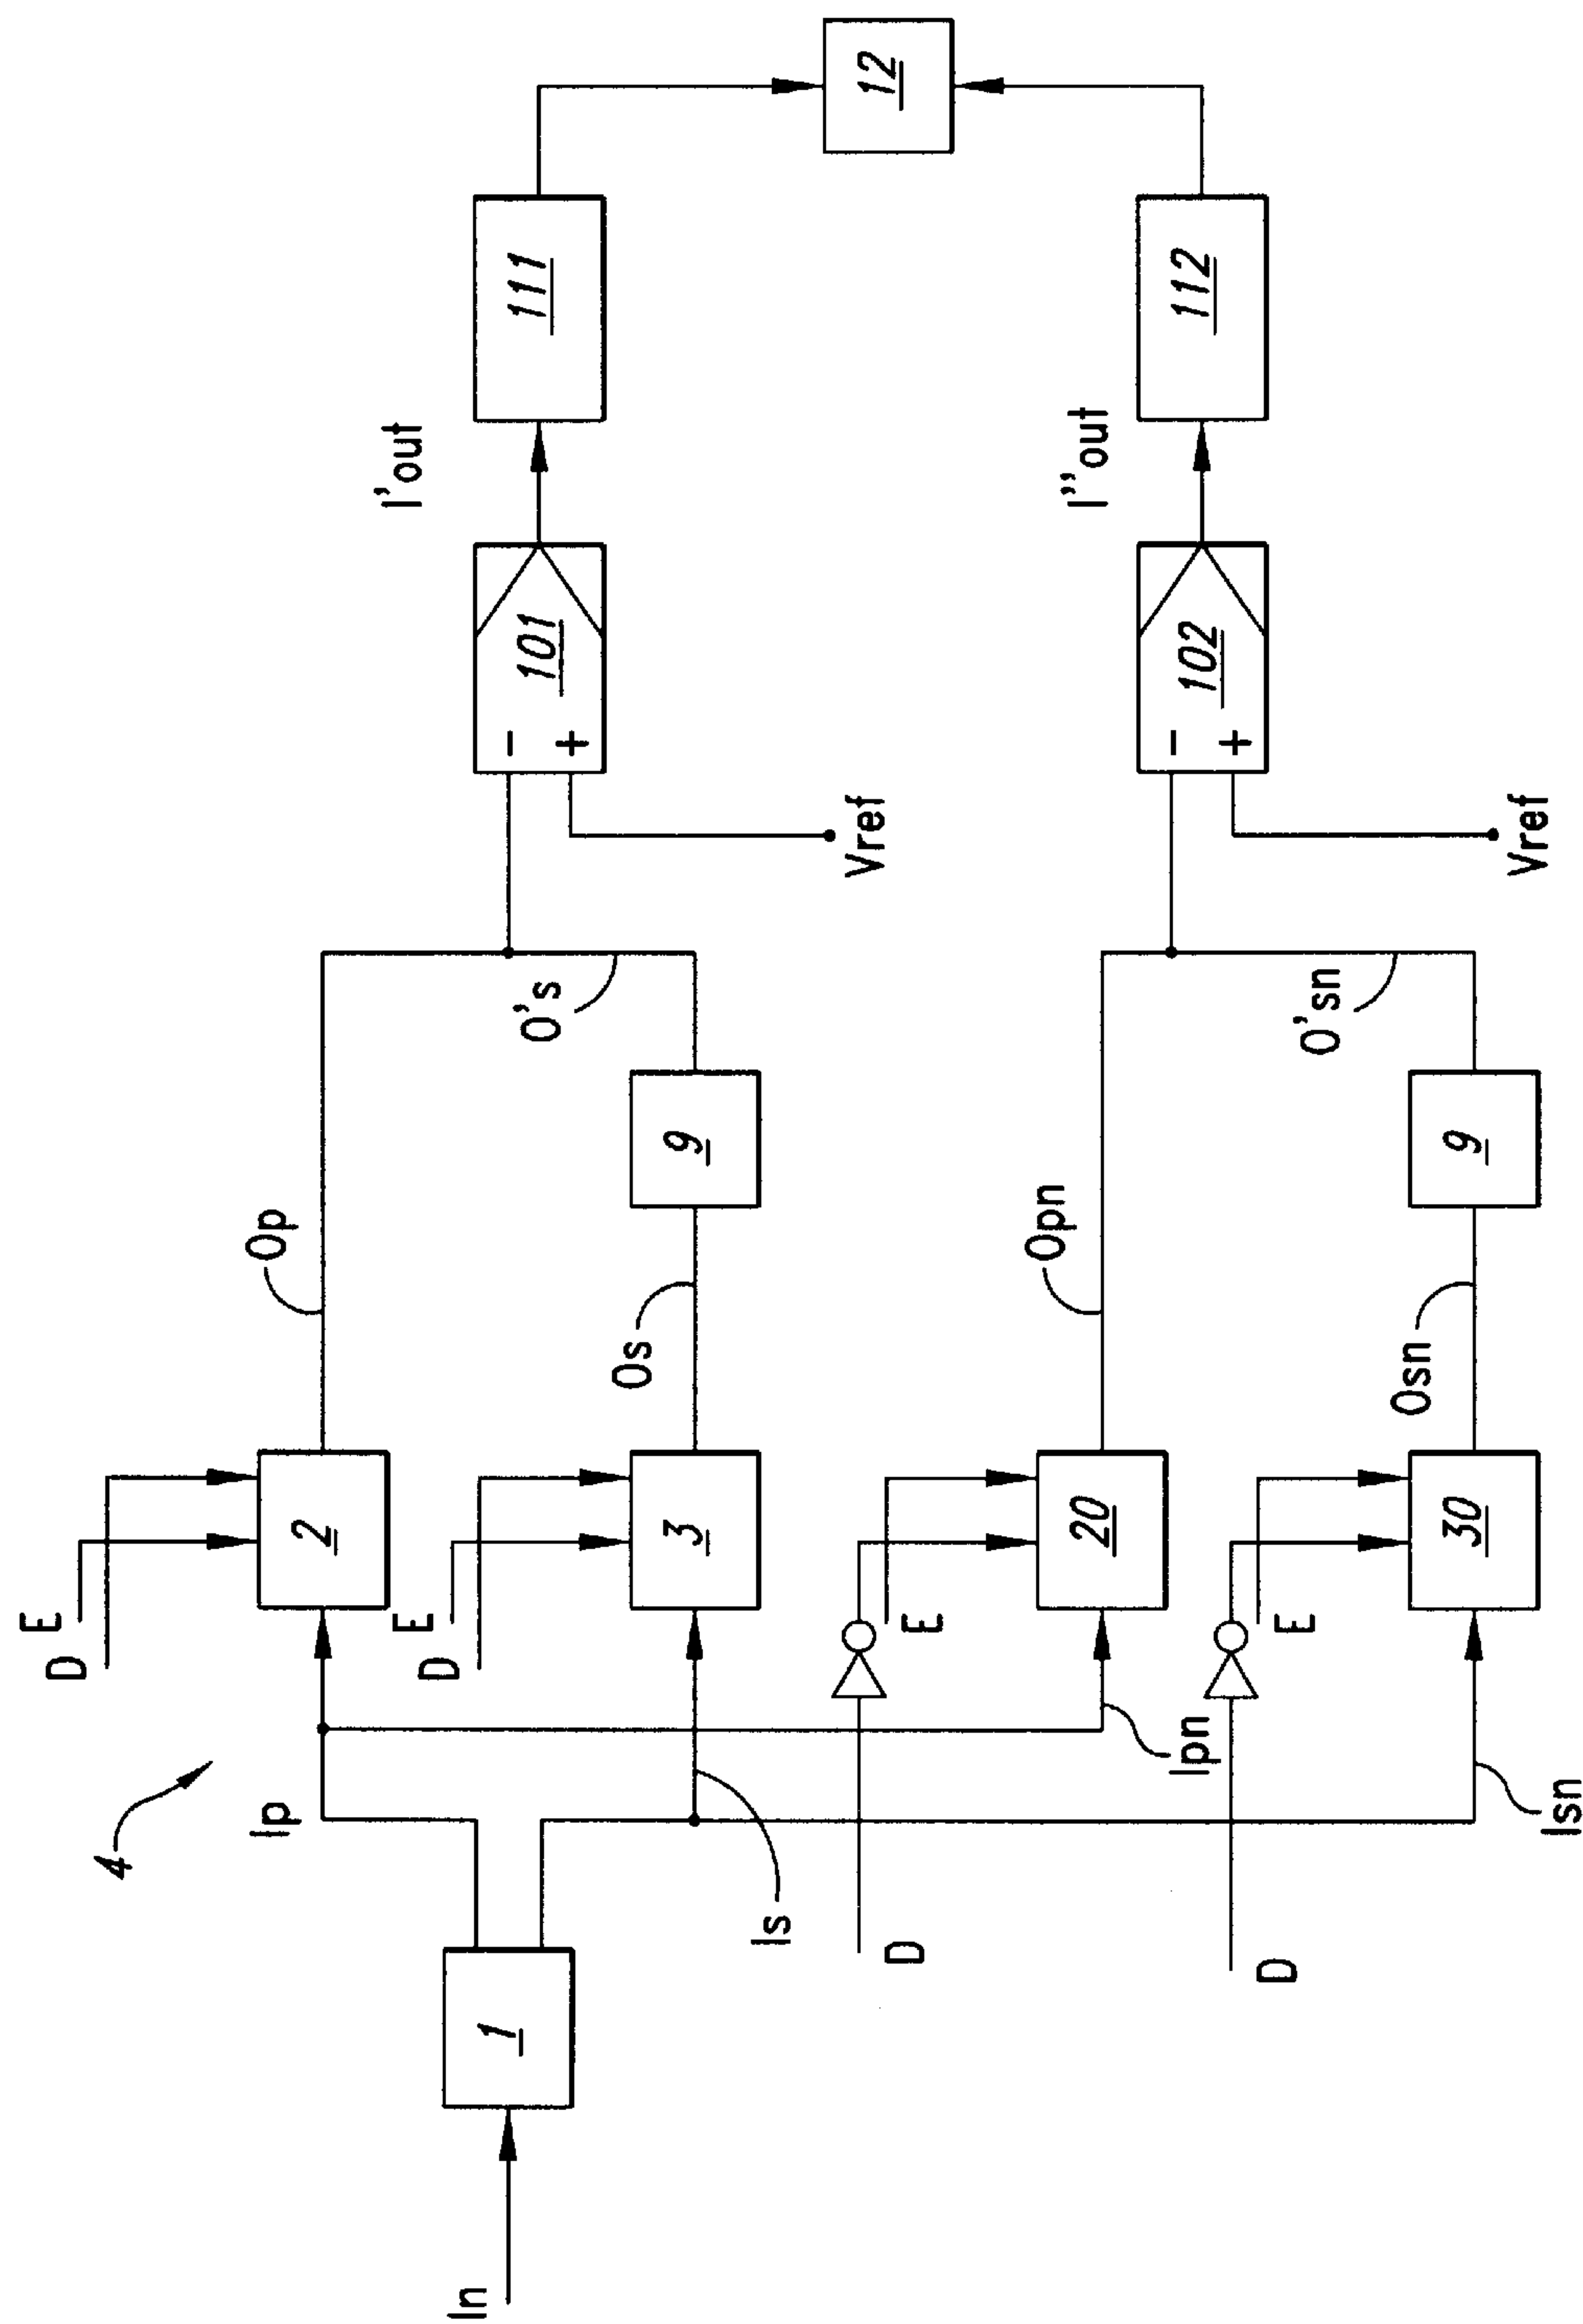 D
E
4
Ip
Op
2
I'out
D
E
In
1
-
+
101
111
O's
Os
3
9
Is
Vref
12
D
E
Opn
I''out
20
Ipn
-
+
102
112
D
E
O'sn
Osn
30
9
Vref
Isn